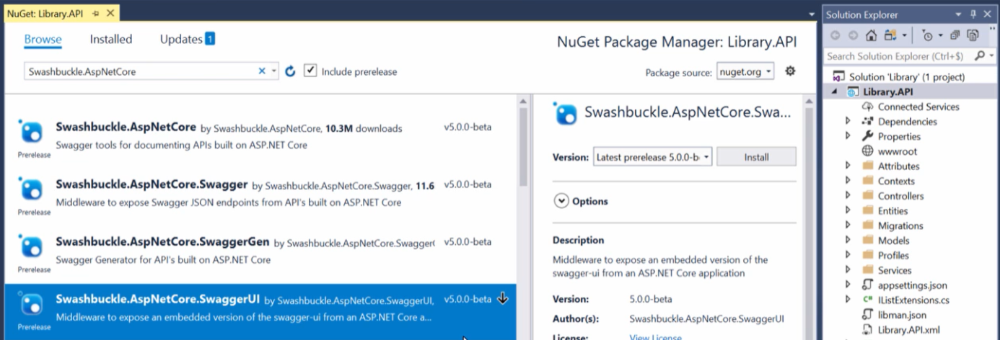 NuGet: Library.API
Browse Installed Updates 1
NuGet Package Manager: Library.API
Swashbuckle.AspNetCore
Include prerelease
Package source: nuget.org
Swashbuckle.AspNetCore by Swashbuckle.AspNetCore, 10.3M downloads v5.0.0-beta
Swagger tools for documenting APIs built on ASP.NET Core
Prerelease
Swashbuckle.AspNetCore.Swagger by Swashbuckle.AspNetCore.Swagger, 11.6 v5.0.0-beta
Middleware to expose Swagger JSON endpoints from API's built on ASP.NET Core
Prerelease
Swashbuckle.AspNetCore.SwaggerGen by Swashbuckle.AspNetCore.Swagger( v5.0.0-beta
Swagger Generator for API's built on ASP.NET Core
Prerelease
Swashbuckle.AspNetCore.SwaggerUI by Swashbuckle.AspNetCore.SwaggerUI, v5.0.0-beta
Middleware to expose an embedded version of the swagger-ui from an ASP.NET Core a...
Prerelease
Swashbuckle.AspNetCore.Swa...
Version: Latest prerelease 5.0.0-b Install
Options
Description
Middleware to expose an embedded version of the
swagger-ui from an ASP.NET Core application
Version: 5.0.0-beta
Author(s): Swashbuckle.AspNetCore.SwaggerUI
License: View License
Solution Explorer
Search Solution Explorer (Ctrl+$)
Solution 'Library' (1 project)
Library.API
Connected Services
Dependencies
Properties
wwwroot
Attributes
Contexts
Controllers
Entities
Migrations
Models
Profiles
Services
appsettings.json
C# IListExtensions.cs
libman.json
Library.API.xml